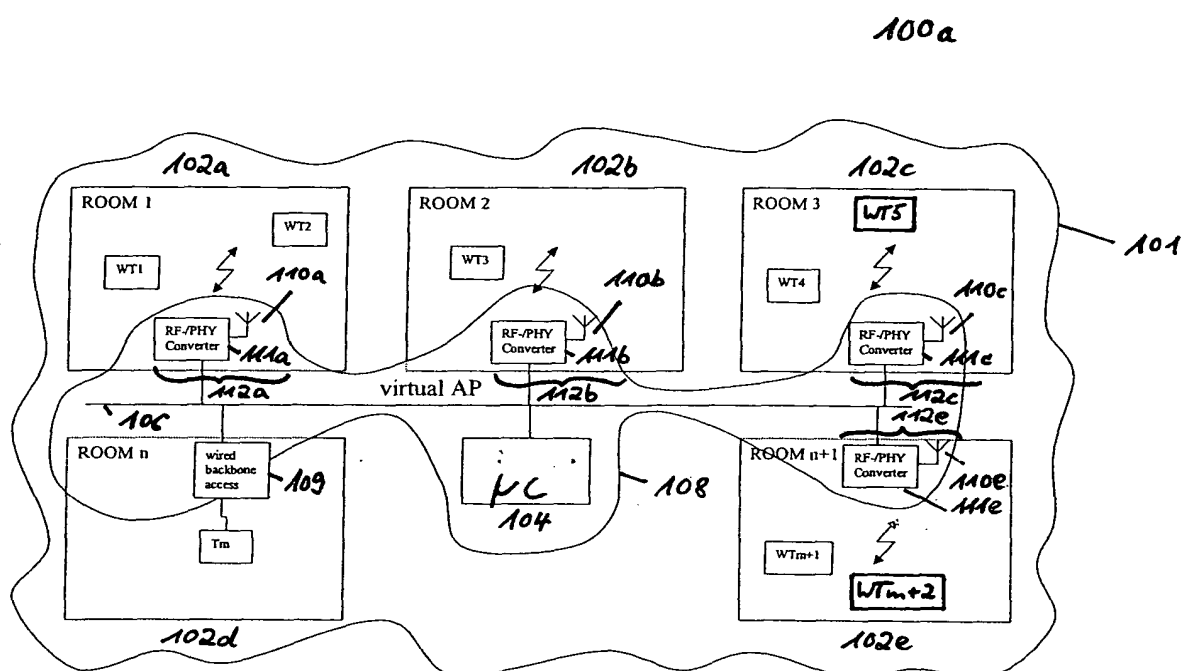 100a
102a
102b
102c
ROOM 1
ROOM 2
ROOM 3
WT5
WT2
WT1
WT3
WT4
101
110a
110b
110c
RF-/PHY
Converter
RF-/PHY
Converter
RF-/PHY
Converter
111a
111b
111c
112a
virtual AP
112b
112c
106
112e
ROOM n
wired
backbone
access
109
µC
104
108
ROOM n+1
RF-/PHY
Converter
110e
111e
Tm
WTm+1
WTm+2
102d
102e